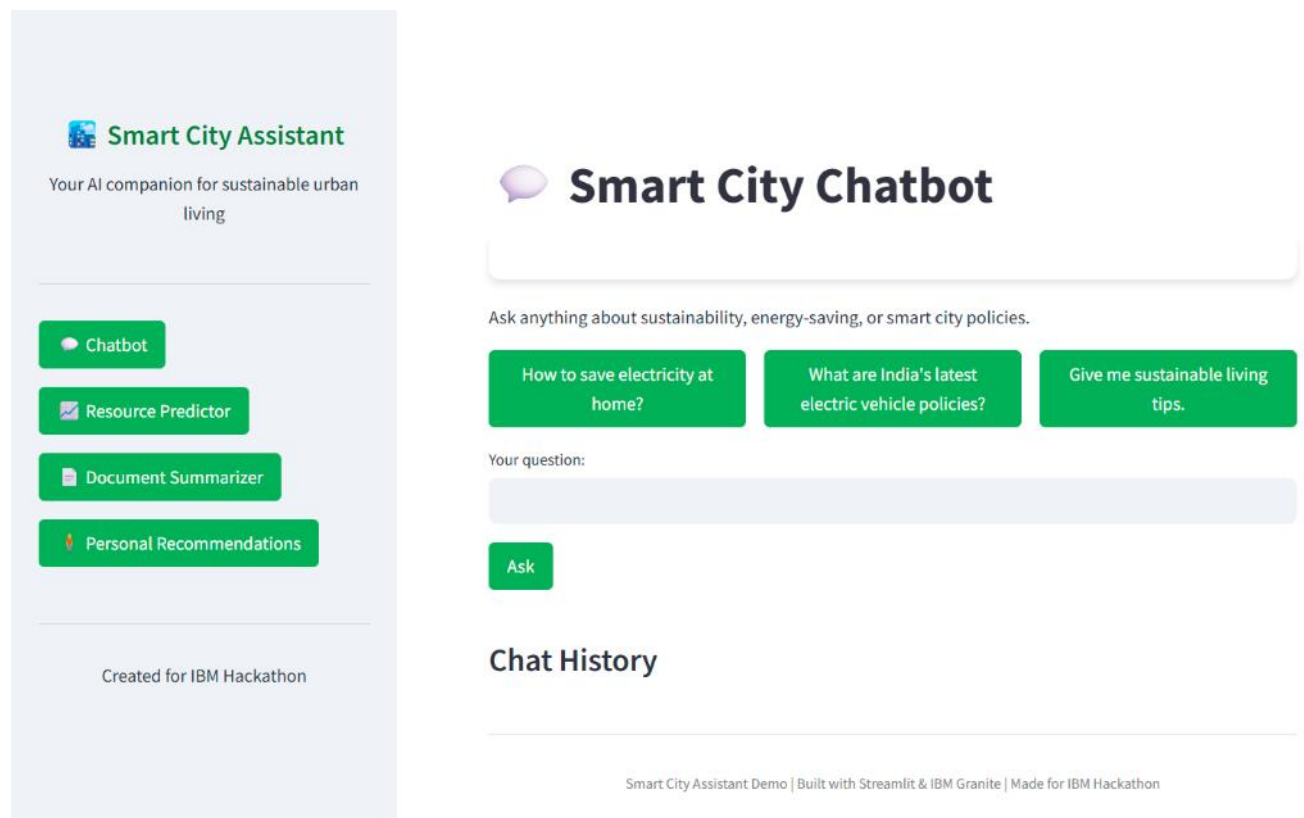 Smart City Assistant
Your AI companion for sustainable urban
living
Chatbot
Resource Predictor
Document Summarizer
Personal Recommendations
Created for IBM Hackathon
Smart City Chatbot
Ask anything about sustainability, energy-saving, or smart city policies.
How to save electricity at
home?
What are India's latest
electric vehicle policies?
Give me sustainable living
tips.
Your question:
Ask
Chat History
Smart City Assistant Demo | Built with Streamlit & IBM Granite | Made for IBM Hackathon